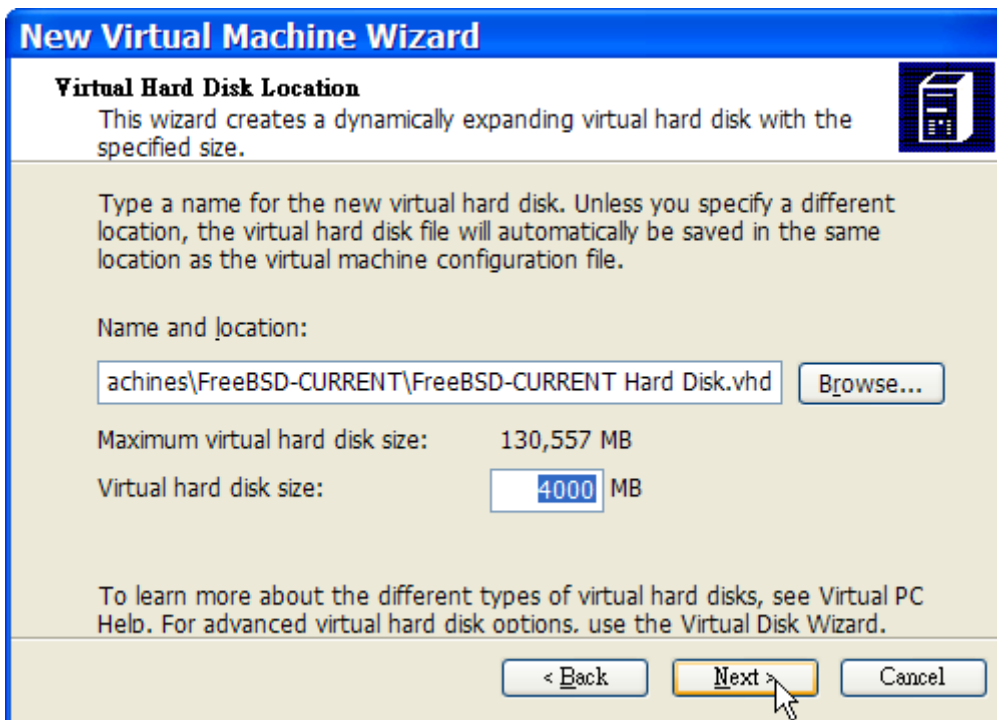 New Virtual Machine Wizard
Virtual Hard Disk Location
This wizard creates a dynamically expanding virtual hard disk with the
specified size.
Type a name for the new virtual hard disk. Unless you specify a different
location, the virtual hard disk file will automatically be saved in the same
location as the virtual machine configuration file.
Name and location:
achines\FreeBSD-CURRENT\FreeBSD-CURRENT Hard Disk.vhd Browse...
Maximum virtual hard disk size: 130,557 MB
Virtual hard disk size: 4000 MB
To learn more about the different types of virtual hard disks, see Virtual PC
Help. For advanced virtual hard disk options, use the Virtual Disk Wizard.
< Back Next > Cancel